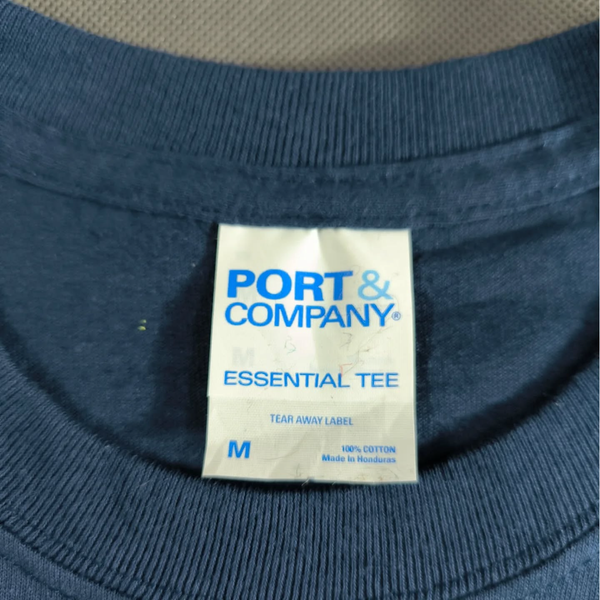 PORT &
COMPANY®
ESSENTIAL TEE
TEAR AWAY LABEL
M
100% COTTON
Made In Honduras